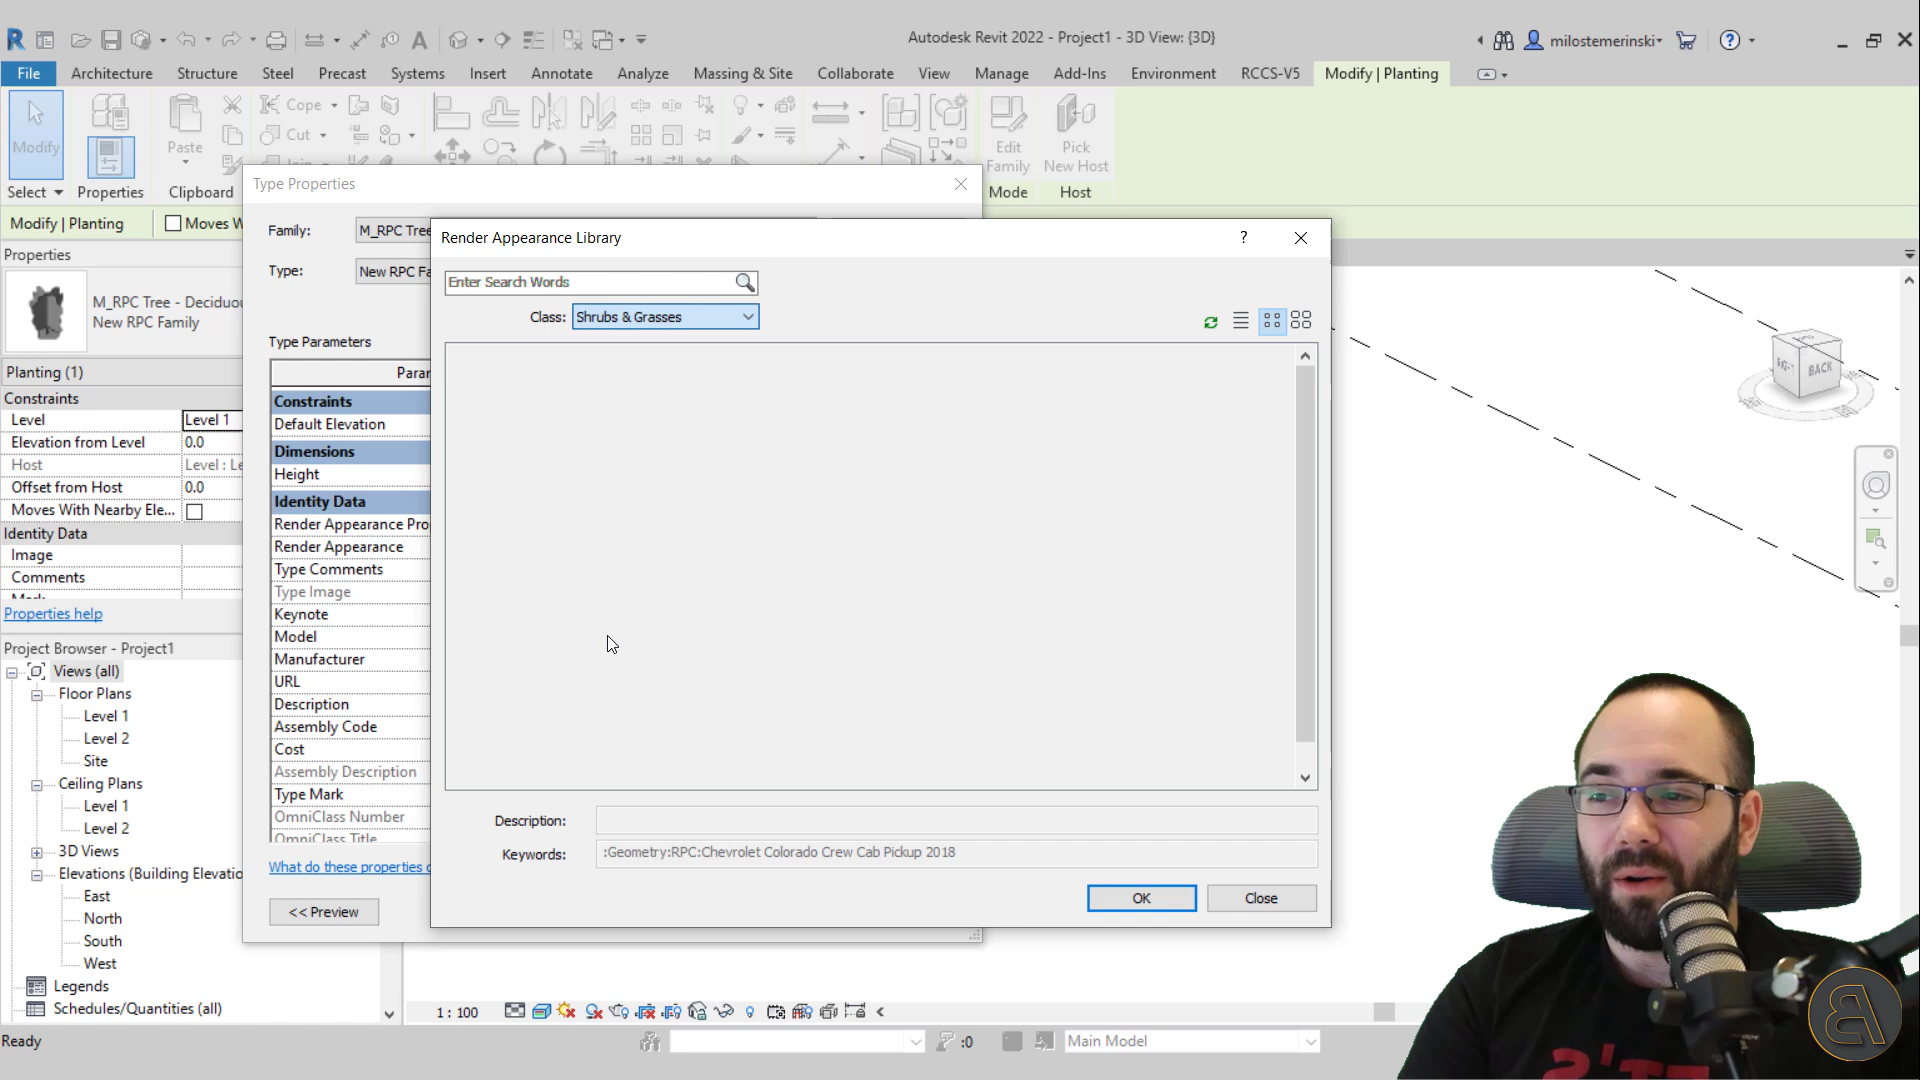 Autodesk Revit 2022 - Project1 - 3D View: {3D}
milostemerinski
File Architecture Structure Steel Precast Systems Insert Annotate Analyze Massing & Site Collaborate View Manage Add-Ins Environment RCCS-V5 Modify | Planting
Modify
Paste
Cope
Cut
Edit Family
Pick New Host
Select
Properties
Clipboard
Mode
Host
Modify | Planting
Moves W
Properties
M_RPC Tree - Deciduou
New RPC Family
Planting (1)
Constraints
Level Level 1
Elevation from Level 0.0
Host Level : Le
Offset from Host 0.0
Moves With Nearby Ele...
Identity Data
Image
Comments
Properties help
Project Browser - Project1
Views (all)
Floor Plans
Level 1
Level 2
Site
Ceiling Plans
Level 1
Level 2
3D Views
Elevations (Building Elevatio
East
North
South
West
Legends
Schedules/Quantities (all)
Type Properties
Family: M_RPC Tree
Type: New RPC Fa
Type Parameters
Parar
Constraints
Default Elevation
Dimensions
Height
Identity Data
Render Appearance Pro
Render Appearance
Type Comments
Type Image
Keynote
Model
Manufacturer
URL
Description
Assembly Code
Cost
Assembly Description
Type Mark
OmniClass Number
OmniClass Title
What do these properties
<< Preview
Render Appearance Library
?
Enter Search Words
Class: Shrubs & Grasses
Description:
Keywords: :Geometry:RPC:Chevrolet Colorado Crew Cab Pickup 2018
OK
Close
BACK
1 : 100
Ready
:0
Main Model